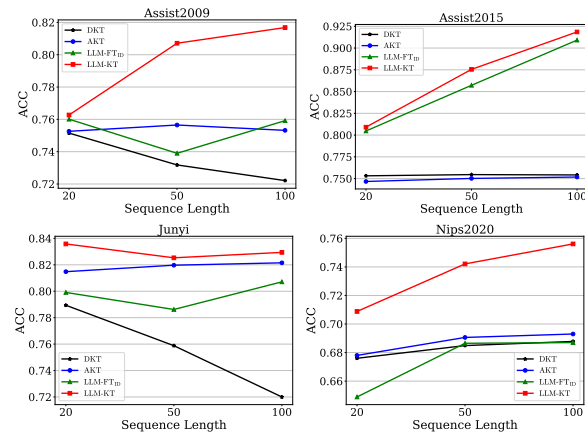 Assist2009
0.82
0.80
0.78
0.76
0.74
0.72
ACC
DKT
AKT
LLM-FT_ID
LLM-KT
20
50
100
Sequence Length
Assist2015
0.925
0.900
0.875
0.850
0.825
0.800
0.775
0.750
ACC
DKT
AKT
LLM-FT_ID
LLM-KT
20
50
100
Sequence Length
Junyi
0.84
0.82
0.80
0.78
0.76
0.74
0.72
ACC
DKT
AKT
LLM-FT_ID
LLM-KT
20
50
100
Sequence Length
Nips2020
0.76
0.74
0.72
0.70
0.68
0.66
ACC
DKT
AKT
LLM-FT_ID
LLM-KT
20
50
100
Sequence Length